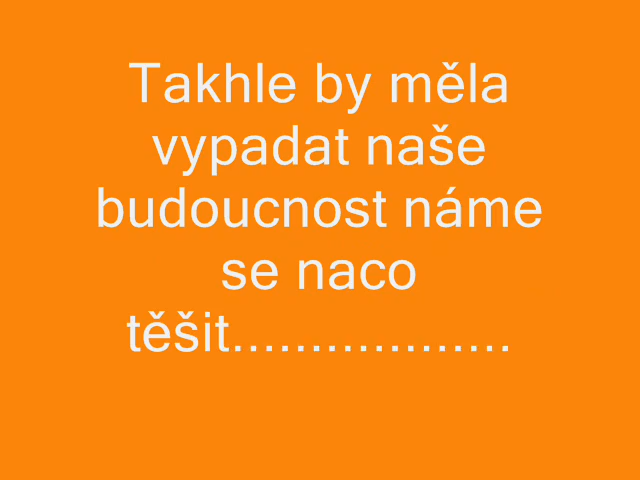 Takhle by měla
vypadat naše
budoucnost náme
se naco
těšit..................